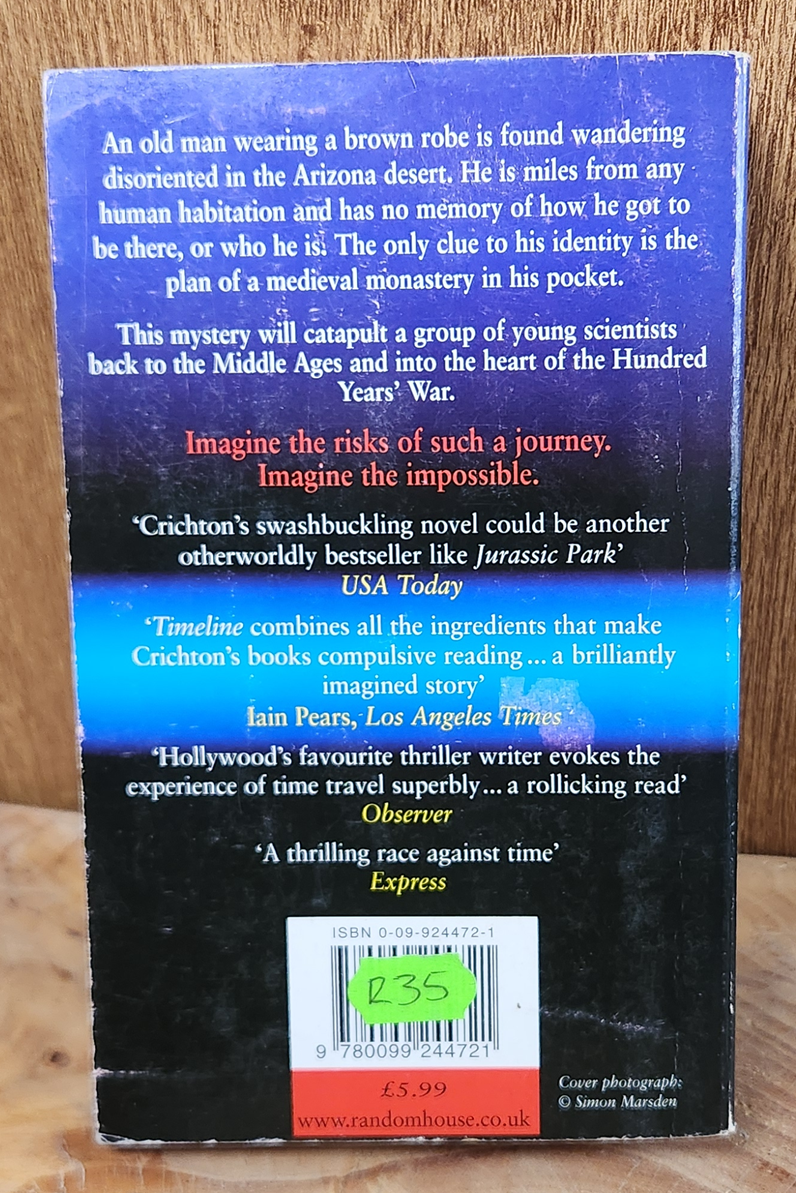 An old man wearing a brown robe is found wandering
disoriented in the Arizona desert. He is miles from any
human habitation and has no memory of how he got to
be there, or who he is. The only clue to his identity is the
plan of a medieval monastery in his pocket.
This mystery will catapult a group of young scientists
back to the Middle Ages and into the heart of the Hundred
Years' War.
Imagine the risks of such a journey.
Imagine the impossible.
‘Crichton's swashbuckling novel could be another
otherworldly bestseller like Jurassic Park’
USA Today
‘Timeline combines all the ingredients that make
Crichton's books compulsive reading... a brilliantly
imagined story’
Iain Pears, Los Angeles Times
‘Hollywood's favourite thriller writer evokes the
experience of time travel superbly... a rollicking read’
Observer
‘A thrilling race against time’
Express
ISBN 0-09-924472-1
R35
9 780099 244721
£5.99
www.randomhouse.co.uk
Cover photograph:
© Simon Marsden